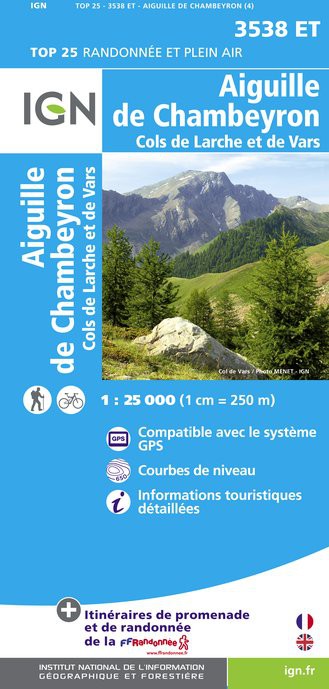 IGN TOP 25 - 3538 ET - AIGUILLE DE CHAMBEYRON (4)
3538 ET
TOP 25 RANDONNÉE ET PLEIN AIR
IGN
Aiguille
de Chambeyron
Cols de Larche et de Vars
Aiguille
de Chambeyron
Cols de Larche et de Vars
Col de Vars / Photo MENET - IGN
1 : 25 000 (1 cm = 250 m)
GPS
Compatible avec le système
GPS
650
Courbes de niveau
i
Informations touristiques
détaillées
+
Itinéraires de promenade
et de randonnée
de la FFRandonnée
www.ffrandonnee.fr
INSTITUT NATIONAL DE L'INFORMATION
GÉOGRAPHIQUE ET FORESTIÈRE
ign.fr